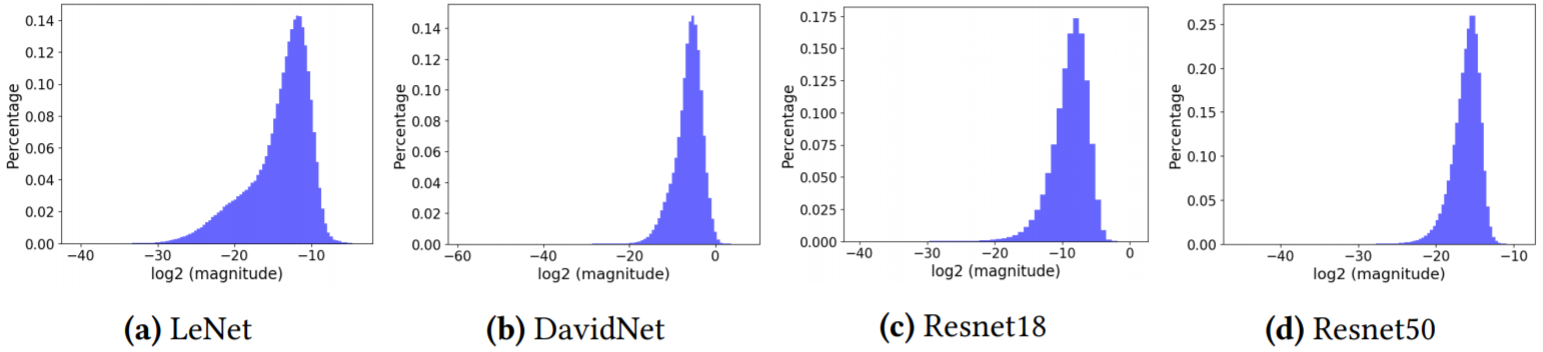 Percentage
0.14
0.12
0.10
0.08
0.06
0.04
0.02
0.00
−40 −30 −20 −10
log2 (magnitude)
(a) LeNet
Percentage
0.14
0.12
0.10
0.08
0.06
0.04
0.02
0.00
−60 −40 −20 0
log2 (magnitude)
(b) DavidNet
Percentage
0.175
0.150
0.125
0.100
0.075
0.050
0.025
0.000
−40 −30 −20 −10 0
log2 (magnitude)
(c) Resnet18
Percentage
0.25
0.20
0.15
0.10
0.05
0.00
−40 −30 −20 −10
log2 (magnitude)
(d) Resnet50